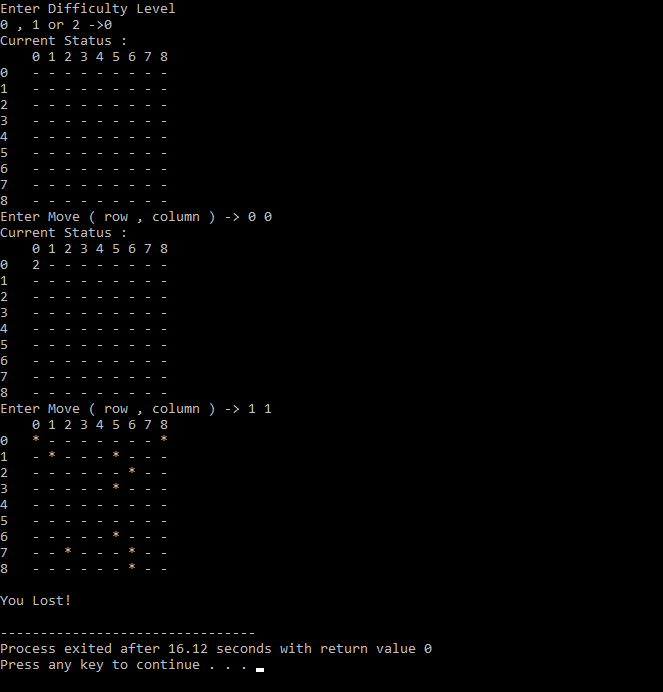 Enter Difficulty Level
0 , 1 or 2 ->0
Current Status :
    0 1 2 3 4 5 6 7 8
0   - - - - - - - - -
1   - - - - - - - - -
2   - - - - - - - - -
3   - - - - - - - - -
4   - - - - - - - - -
5   - - - - - - - - -
6   - - - - - - - - -
7   - - - - - - - - -
8   - - - - - - - - -
Enter Move ( row , column ) -> 0 0
Current Status :
    0 1 2 3 4 5 6 7 8
0   2 - - - - - - - -
1   - - - - - - - - -
2   - - - - - - - - -
3   - - - - - - - - -
4   - - - - - - - - -
5   - - - - - - - - -
6   - - - - - - - - -
7   - - - - - - - - -
8   - - - - - - - - -
Enter Move ( row , column ) -> 1 1
    0 1 2 3 4 5 6 7 8
0   * - - - - - - - *
1   - * - - - * - - -
2   - - - - - - * - -
3   - - - - - * - - -
4   - - - - - - - - -
5   - - - - - - - - -
6   - - - - - * - - -
7   - - * - - - * - -
8   - - - - - - * - -
You Lost!
--------------------------------
Process exited after 16.12 seconds with return value 0
Press any key to continue . . .